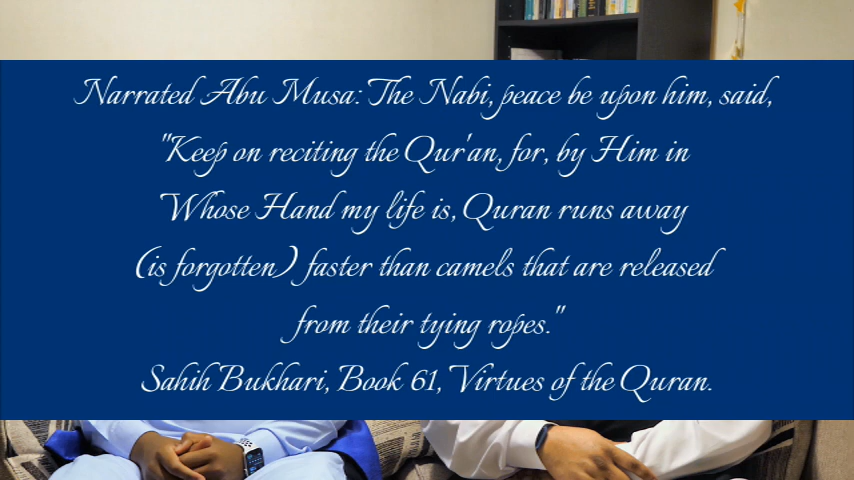 Narrated Abu Musa: The Nabi, peace be upon him, said,
"Keep on reciting the Qur'an, for, by Him in
Whose Hand my life is, Quran runs away
(is forgotten) faster than camels that are released
from their tying ropes."
Sahih Bukhari, Book 61, Virtues of the Quran.